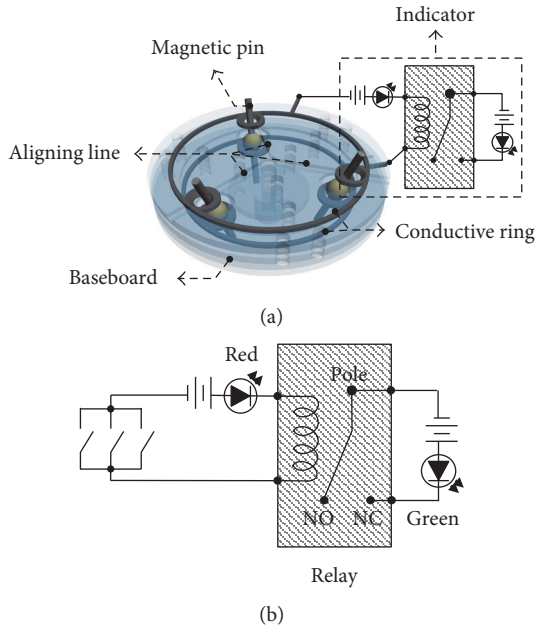 Indicator
Magnetic pin
Aligning line
Conductive ring
Baseboard
(a)
Red
Pole
NO
NC
Green
Relay
(b)